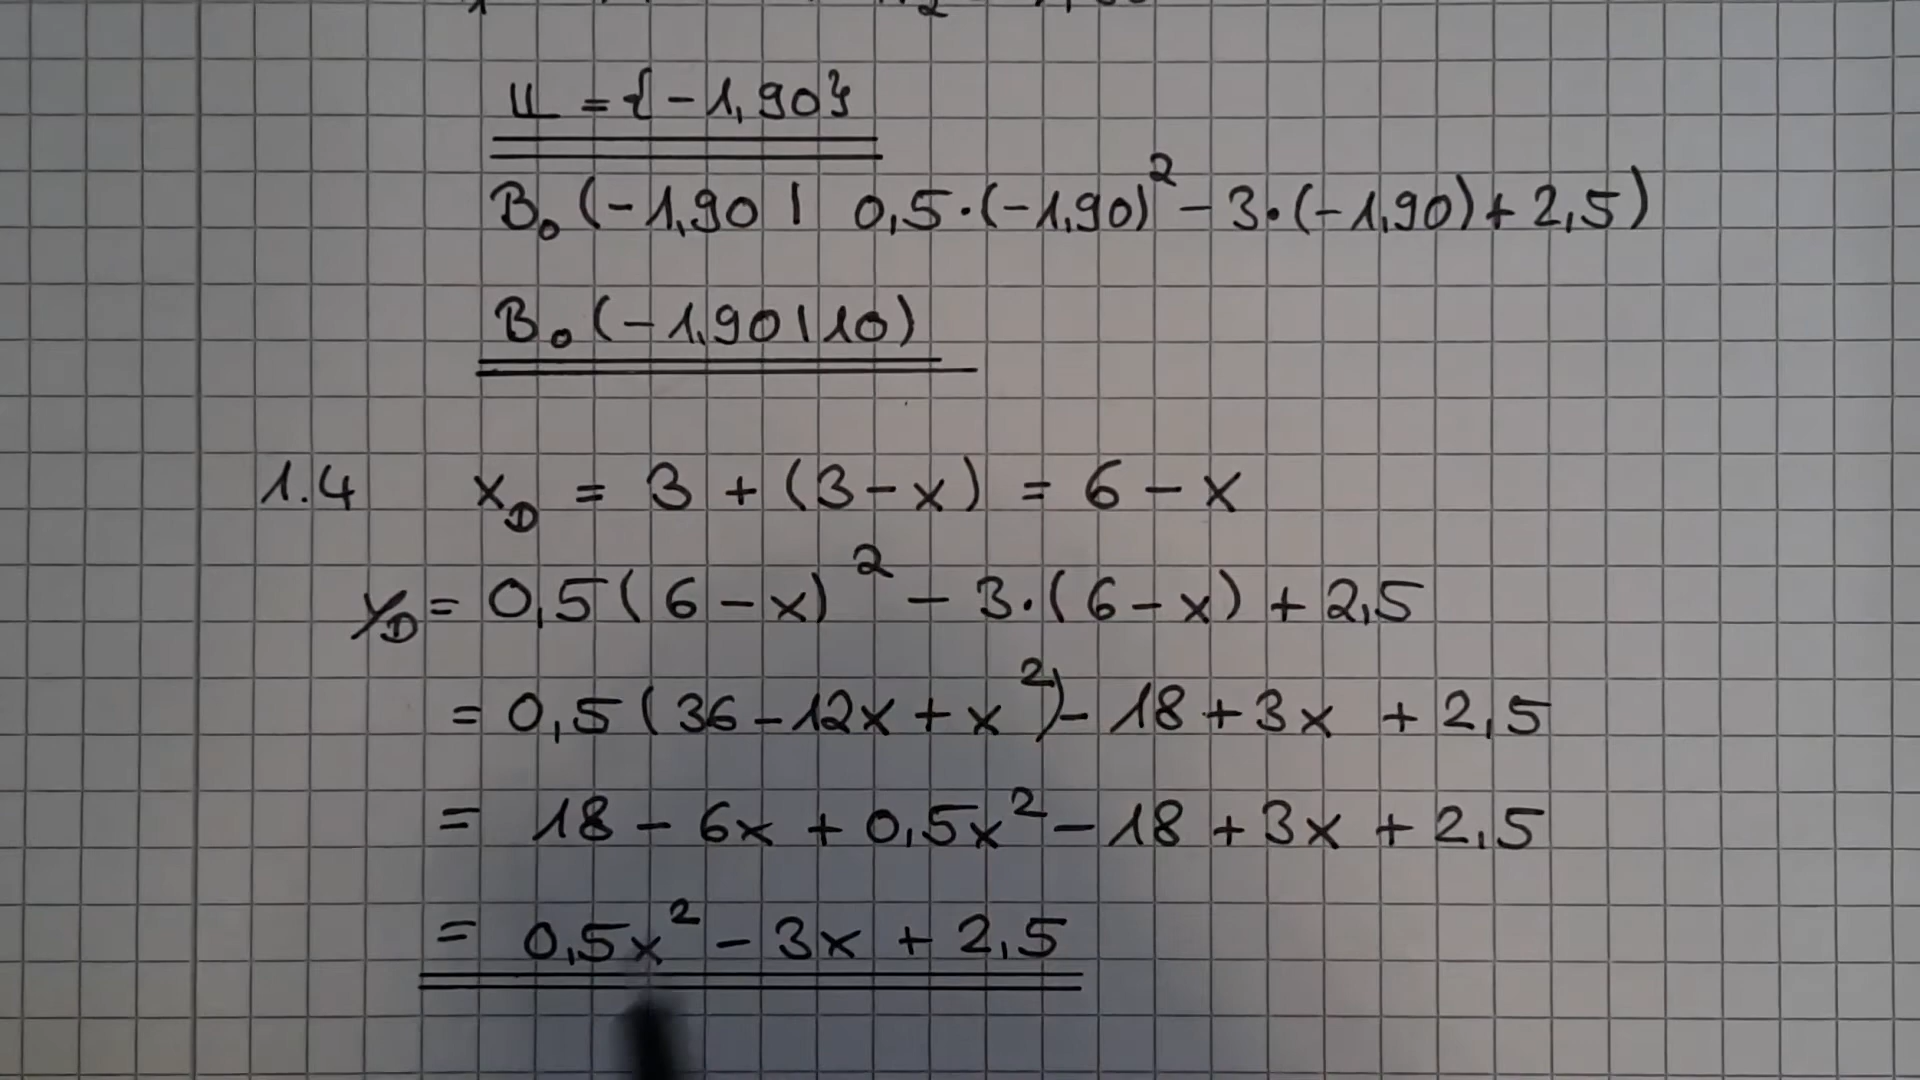 𝕃 = {-1,90}
B₀ (-1,90 | 0,5·(-1,90)² - 3·(-1,90) + 2,5)
B₀ (-1,90 | 10)
1.4 x_D = 3 + (3 - x) = 6 - x
y_D = 0,5(6 - x)² - 3·(6 - x) + 2,5
= 0,5(36 - 12x + x²) - 18 + 3x + 2,5
= 18 - 6x + 0,5x² - 18 + 3x + 2,5
= 0,5x² - 3x + 2,5